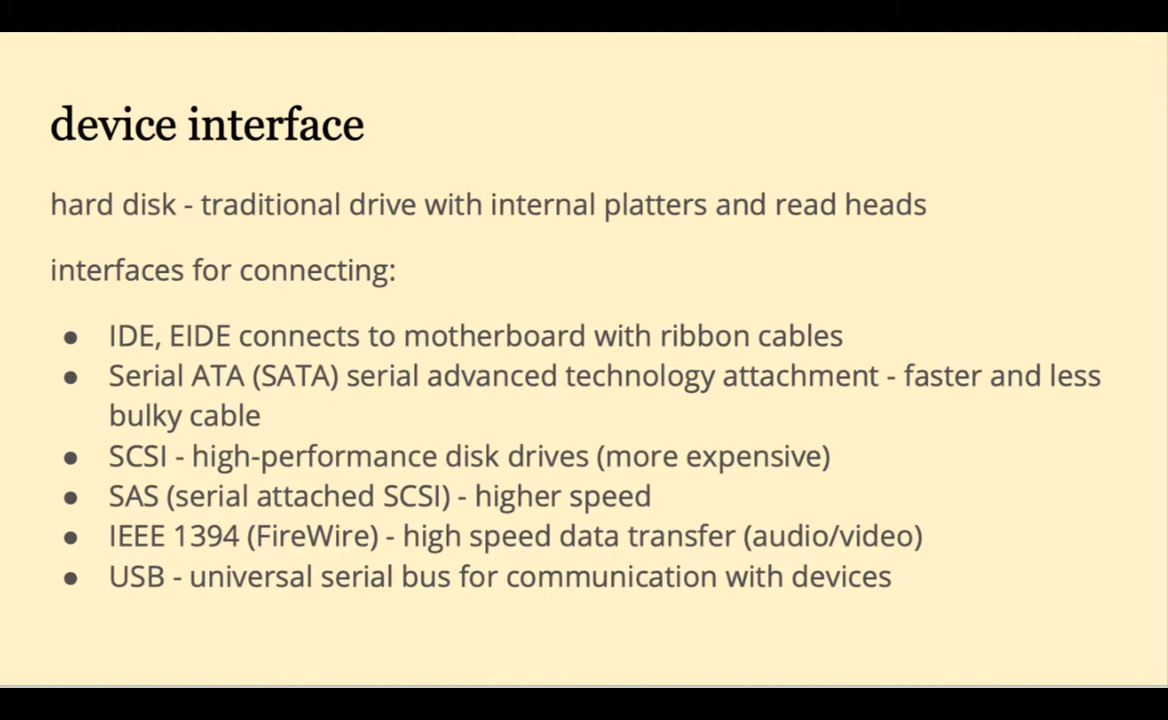 device interface
hard disk - traditional drive with internal platters and read heads
interfaces for connecting:
● IDE, EIDE connects to motherboard with ribbon cables
● Serial ATA (SATA) serial advanced technology attachment - faster and less
bulky cable
● SCSI - high-performance disk drives (more expensive)
● SAS (serial attached SCSI) - higher speed
● IEEE 1394 (FireWire) - high speed data transfer (audio/video)
● USB - universal serial bus for communication with devices